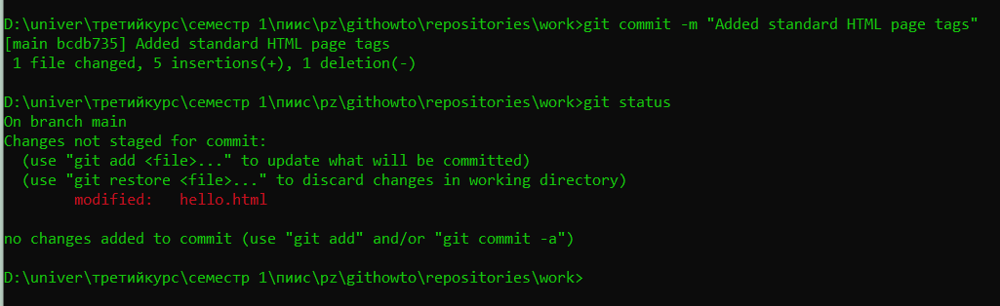 D:\univer\третийкурс\семестр 1\пиис\pz\githowto\repositories\work>git commit -m "Added standard HTML page tags"
[main bcdb735] Added standard HTML page tags
 1 file changed, 5 insertions(+), 1 deletion(-)
D:\univer\третийкурс\семестр 1\пиис\pz\githowto\repositories\work>git status
On branch main
Changes not staged for commit:
  (use "git add <file>..." to update what will be committed)
  (use "git restore <file>..." to discard changes in working directory)
        modified:   hello.html
no changes added to commit (use "git add" and/or "git commit -a")
D:\univer\третийкурс\семестр 1\пиис\pz\githowto\repositories\work>